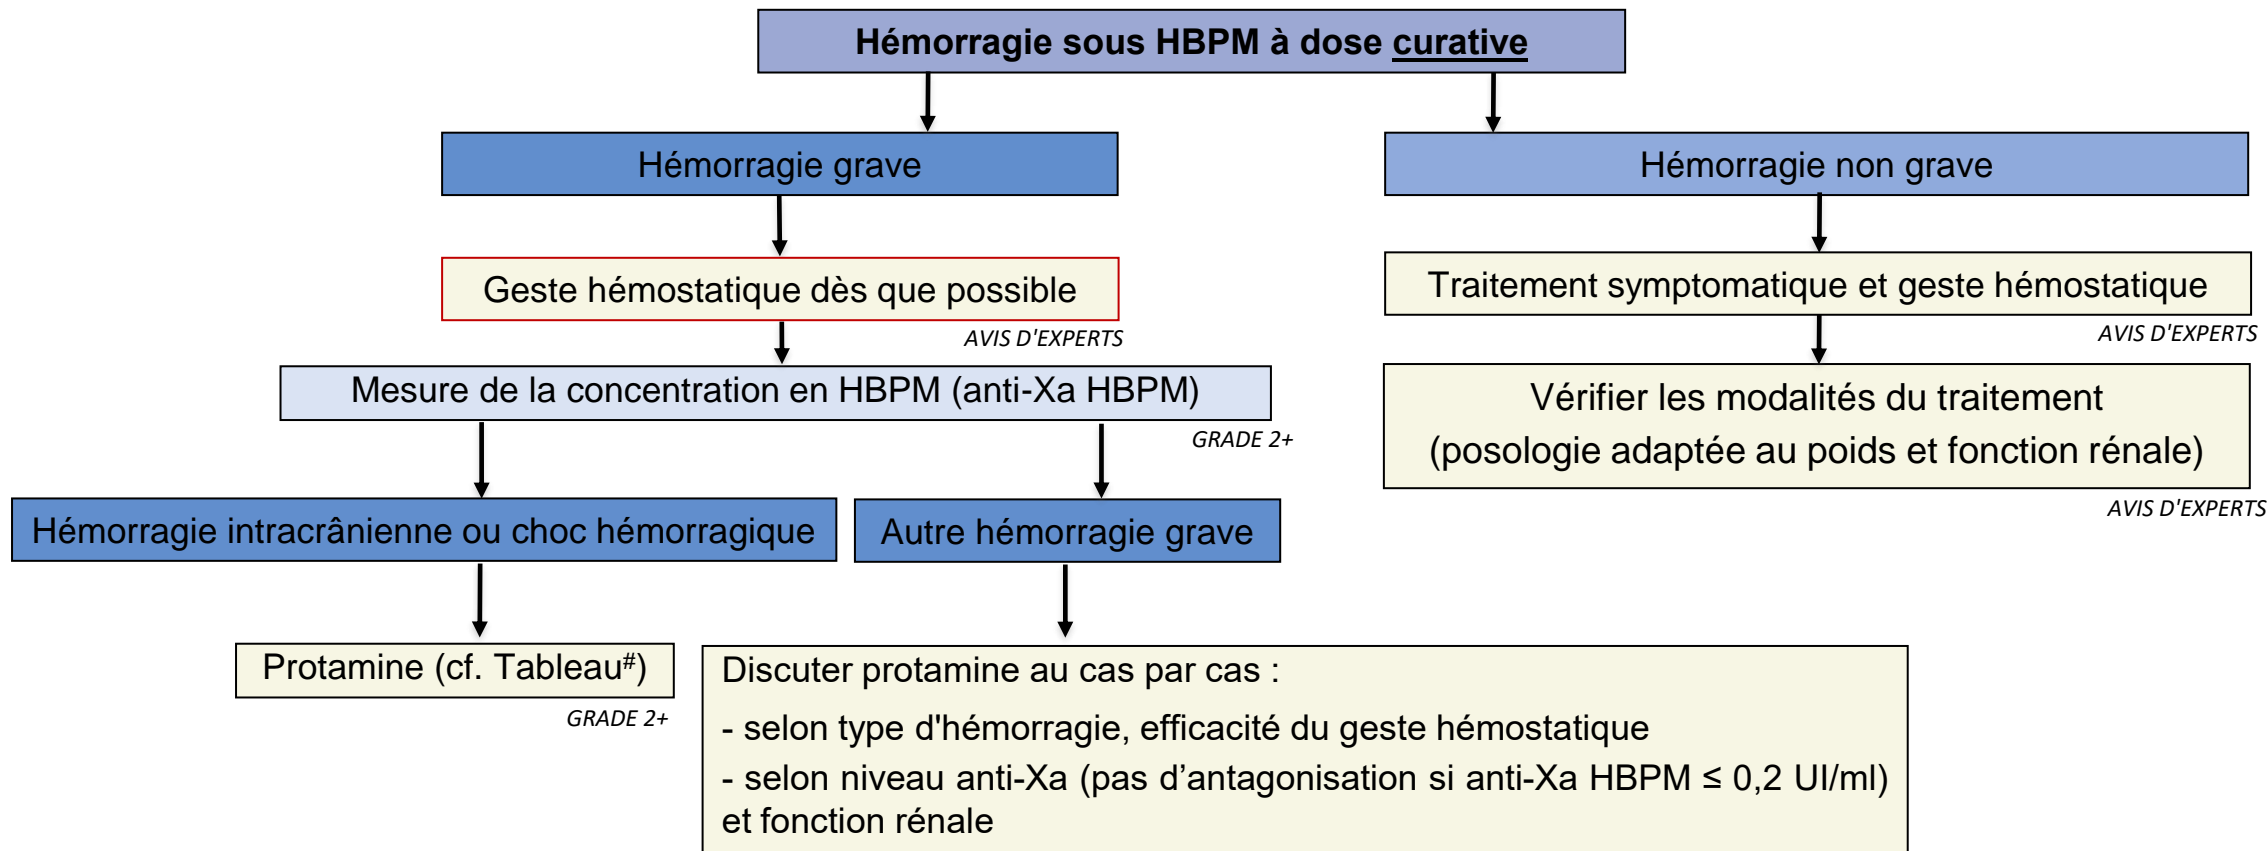 Hémorragie sous HBPM à dose curative
Hémorragie grave
Hémorragie non grave
Geste hémostatique dès que possible
AVIS D'EXPERTS
Traitement symptomatique et geste hémostatique
AVIS D'EXPERTS
Mesure de la concentration en HBPM (anti-Xa HBPM)
GRADE 2+
Vérifier les modalités du traitement
(posologie adaptée au poids et fonction rénale)
AVIS D'EXPERTS
Hémorragie intracrânienne ou choc hémorragique
Autre hémorragie grave
Protamine (cf. Tableau#)
GRADE 2+
Discuter protamine au cas par cas :
- selon type d'hémorragie, efficacité du geste hémostatique
- selon niveau anti-Xa (pas d’antagonisation si anti-Xa HBPM ≤ 0,2 UI/ml)
et fonction rénale